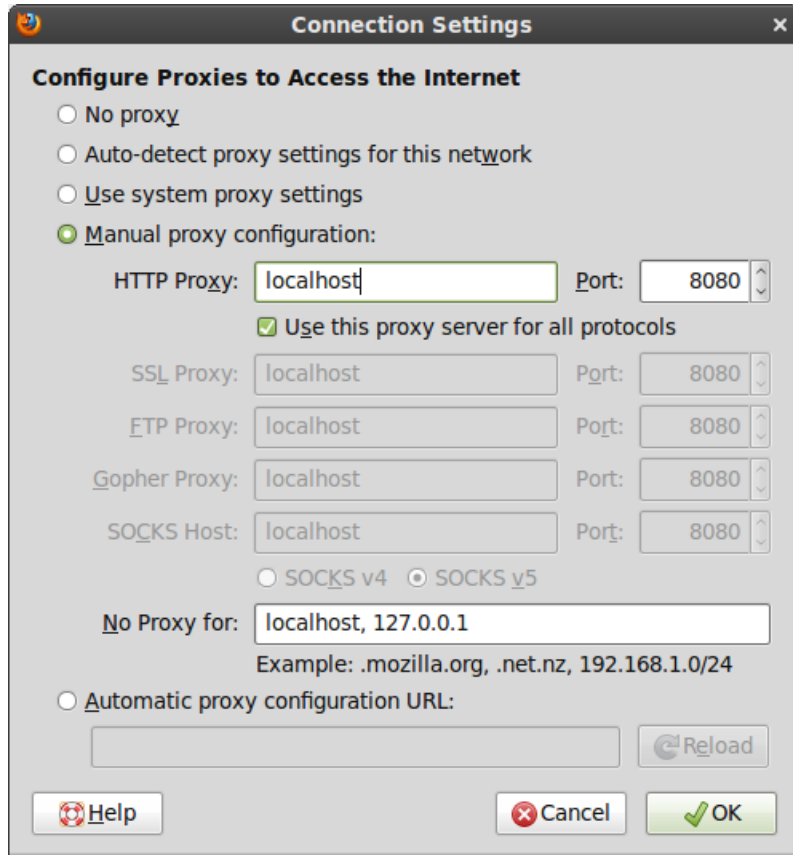 Connection Settings
Configure Proxies to Access the Internet
No proxy
Auto-detect proxy settings for this network
Use system proxy settings
Manual proxy configuration:
HTTP Proxy: localhost Port: 8080
Use this proxy server for all protocols
SSL Proxy: localhost Port: 8080
FTP Proxy: localhost Port: 8080
Gopher Proxy: localhost Port: 8080
SOCKS Host: localhost Port: 8080
SOCKS v4 SOCKS v5
No Proxy for: localhost, 127.0.0.1
Example: .mozilla.org, .net.nz, 192.168.1.0/24
Automatic proxy configuration URL:
Reload
Help Cancel OK